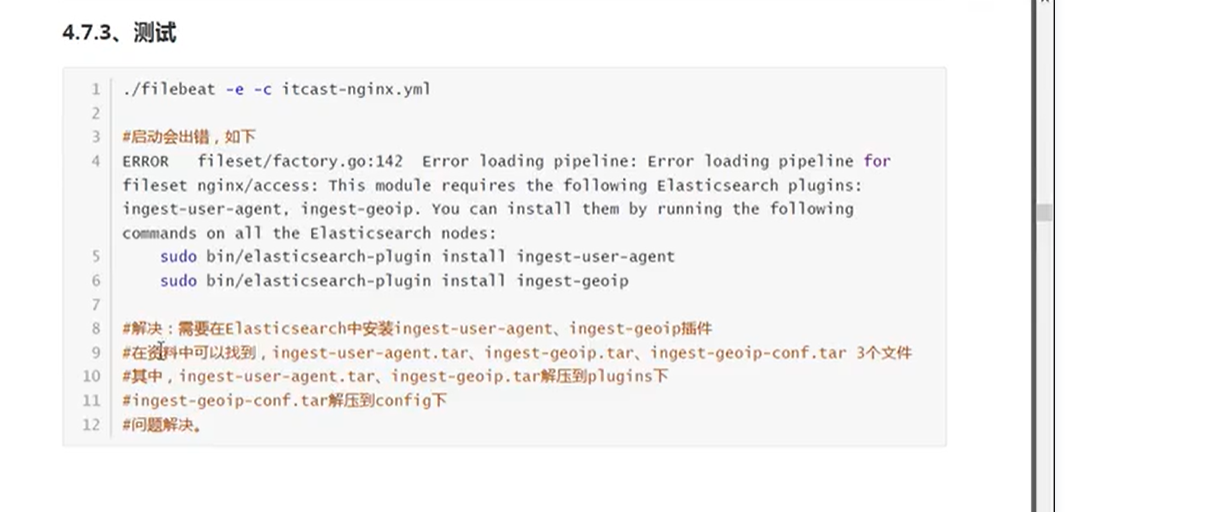 4.7.3、测试
1 ./filebeat -e -c itcast-nginx.yml
2
3 #启动会出错，如下
4 ERROR   fileset/factory.go:142  Error loading pipeline: Error loading pipeline for
fileset nginx/access: This module requires the following Elasticsearch plugins:
ingest-user-agent, ingest-geoip. You can install them by running the following
commands on all the Elasticsearch nodes:
5     sudo bin/elasticsearch-plugin install ingest-user-agent
6     sudo bin/elasticsearch-plugin install ingest-geoip
7
8 #解决：需要在Elasticsearch中安装ingest-user-agent、ingest-geoip插件
9 #在资料中可以找到，ingest-user-agent.tar、ingest-geoip.tar、ingest-geoip-conf.tar 3个文件
10 #其中，ingest-user-agent.tar、ingest-geoip.tar解压到plugins下
11 #ingest-geoip-conf.tar解压到config下
12 #问题解决。